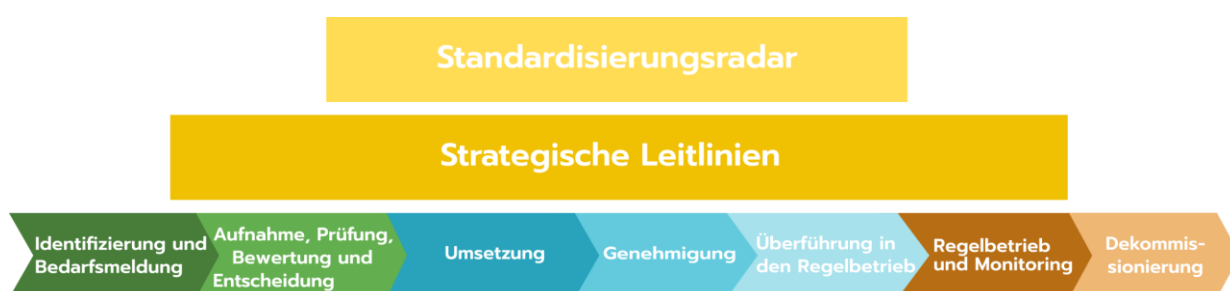 Standardisierungsradar
Strategische Leitlinien
Identifizierung und
Bedarfsmeldung
Aufnahme, Prüfung,
Bewertung und
Entscheidung
Umsetzung
Genehmigung
Überführung in
den Regelbetrieb
Regelbetrieb
und Monitoring
Dekommis-
sionierung